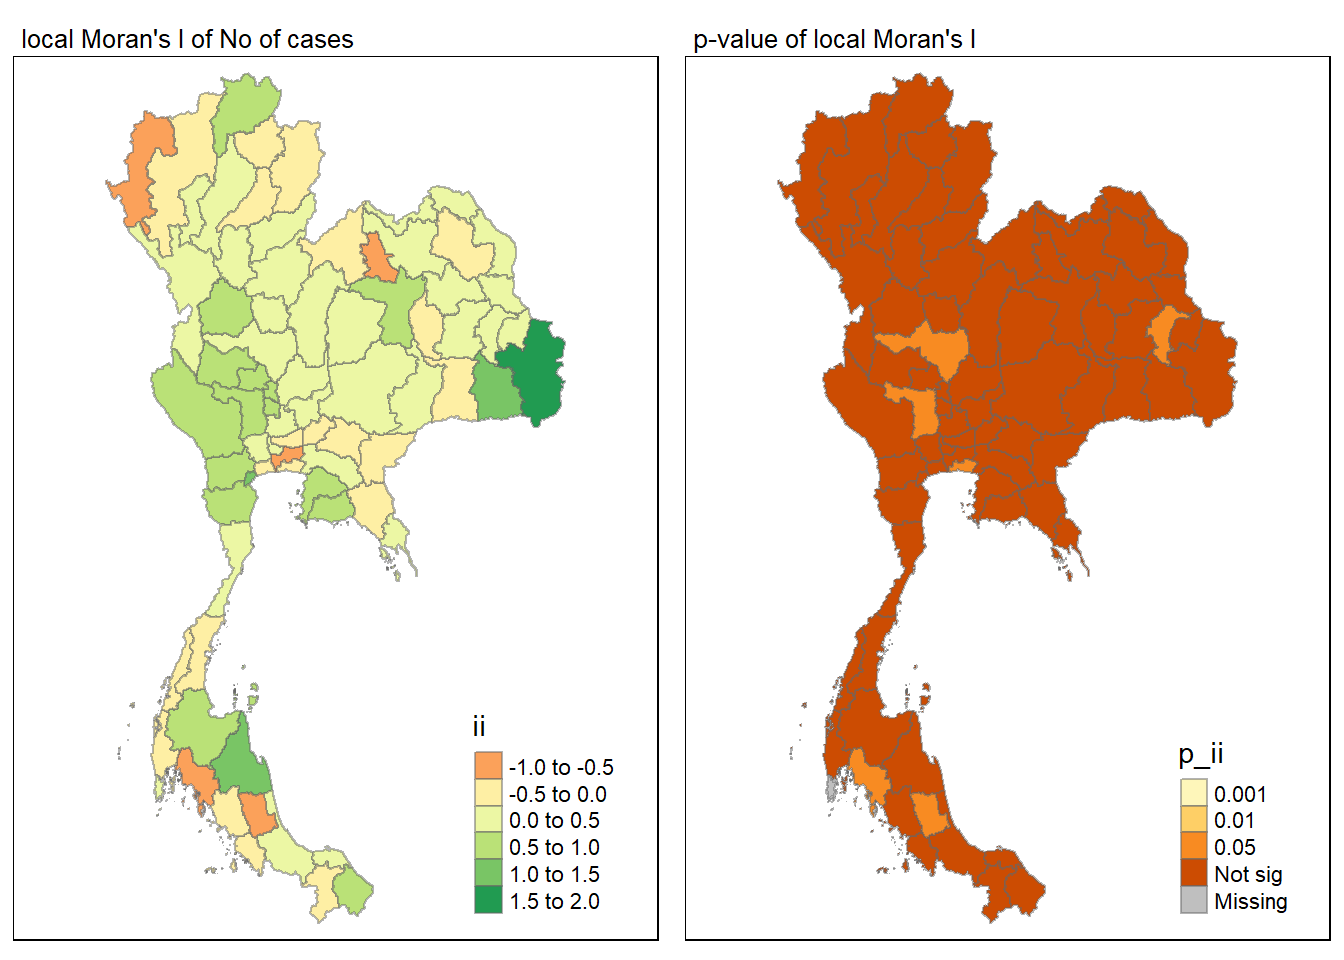 local Moran's I of No of cases
ii
-1.0 to -0.5
-0.5 to 0.0
0.0 to 0.5
0.5 to 1.0
1.0 to 1.5
1.5 to 2.0
p-value of local Moran's I
p_ii
0.001
0.01
0.05
Not sig
Missing